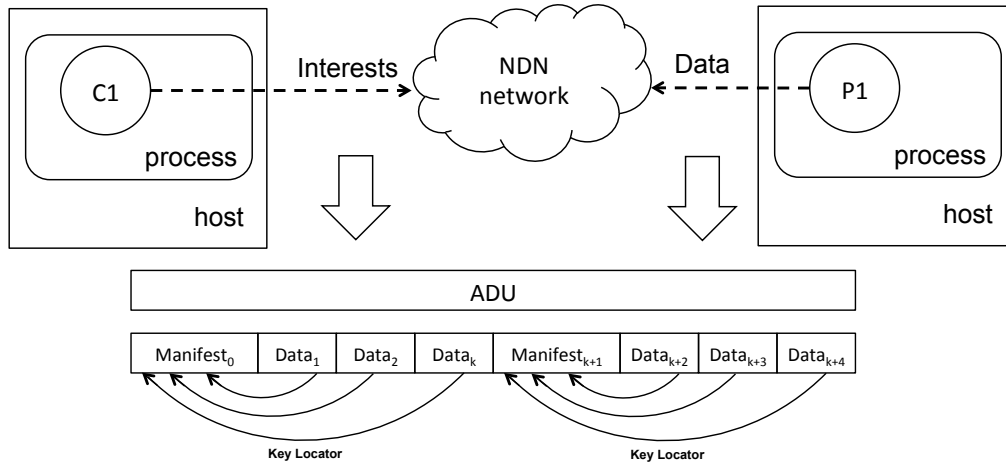 C1
process
host
Interests
NDN
network
Data
P1
process
host
ADU
Manifest₀ Data₁ Data₂ Dataₖ Manifestₖ₊₁ Dataₖ₊₂ Dataₖ₊₃ Dataₖ₊₄
Key Locator Key Locator